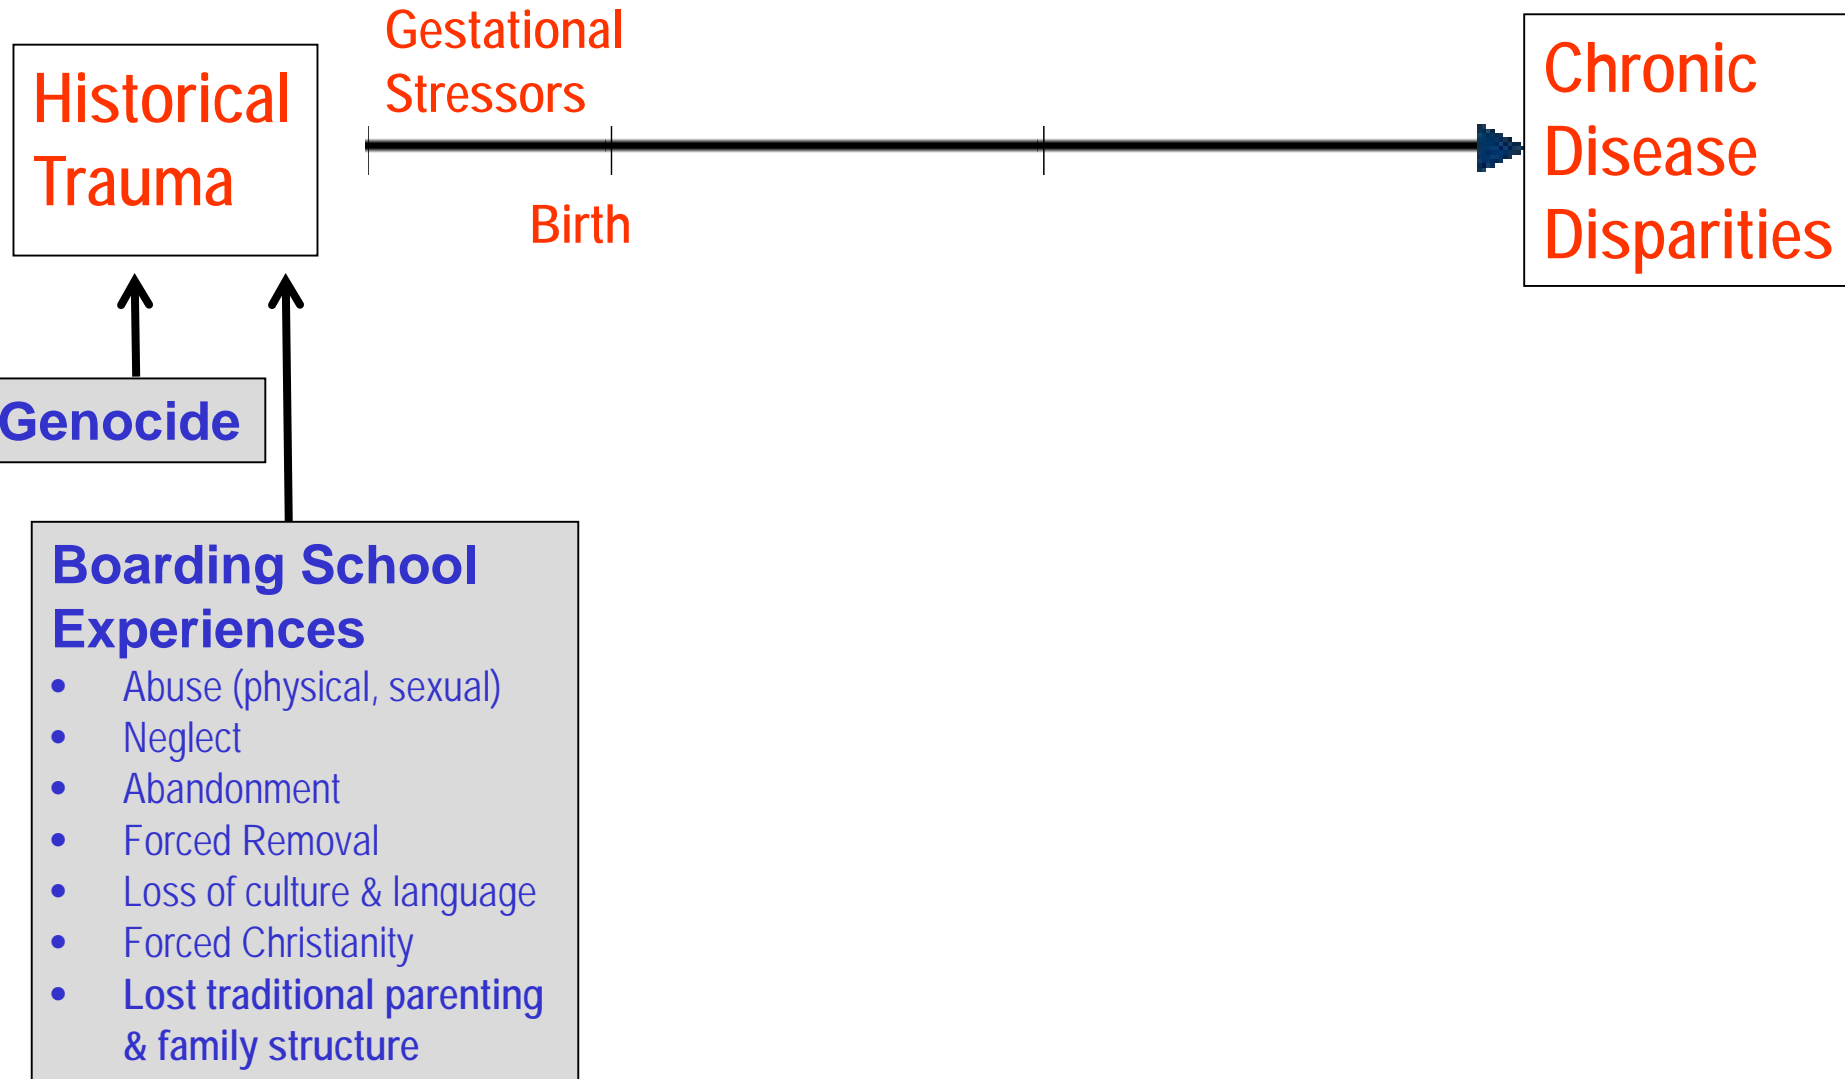 Historical
Trauma
Gestational
Stressors
Birth
Chronic
Disease
Disparities
Genocide
Boarding School
Experiences
• Abuse (physical, sexual)
• Neglect
• Abandonment
• Forced Removal
• Loss of culture & language
• Forced Christianity
• Lost traditional parenting
& family structure